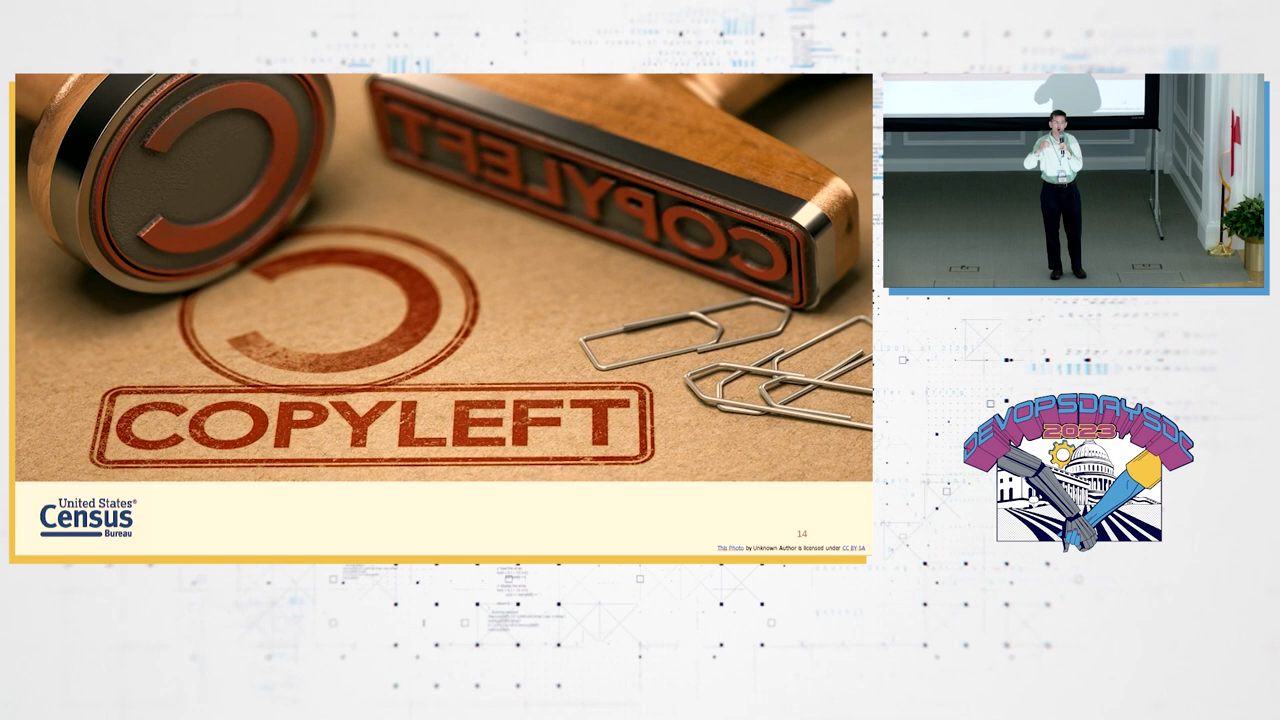 COPYLEFT
COPYLEFT
United States®
Census
Bureau
14
This Photo by Unknown Author is licensed under CC BY-SA
DEVOPSDAYSDC
2023